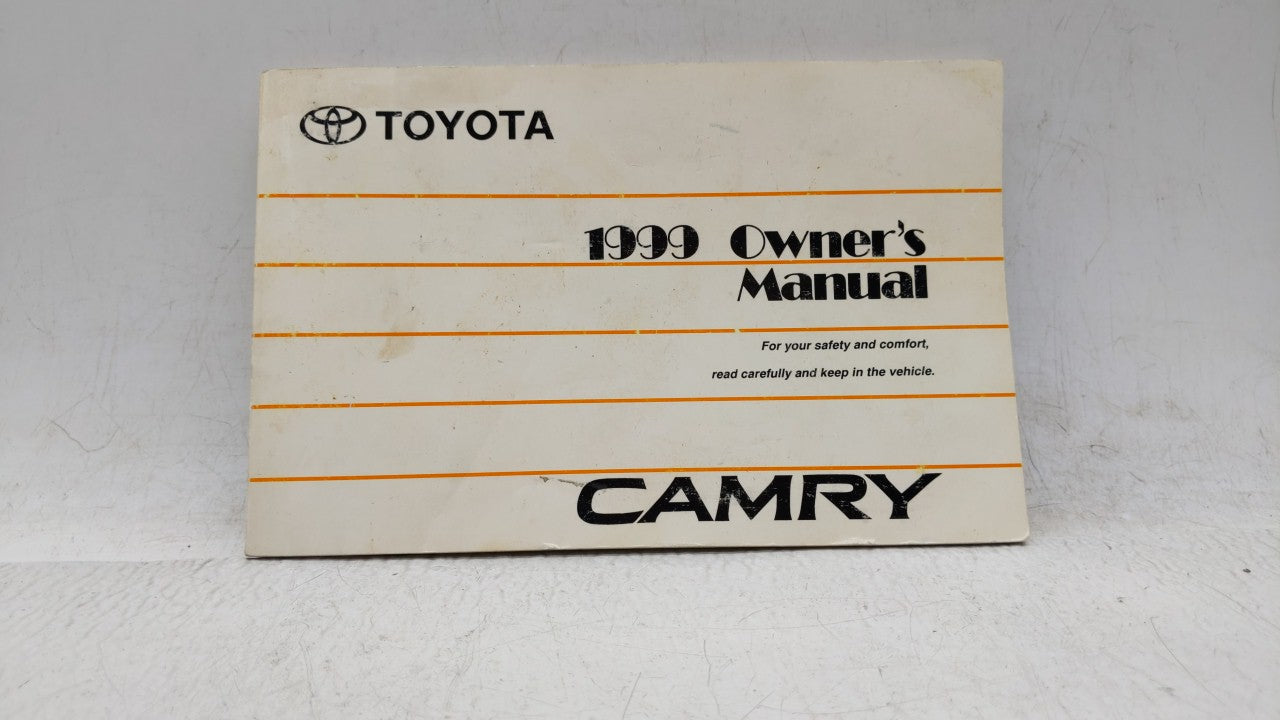 TOYOTA
1999 Owner's
Manual
For your safety and comfort,
read carefully and keep in the vehicle.
CAMRY